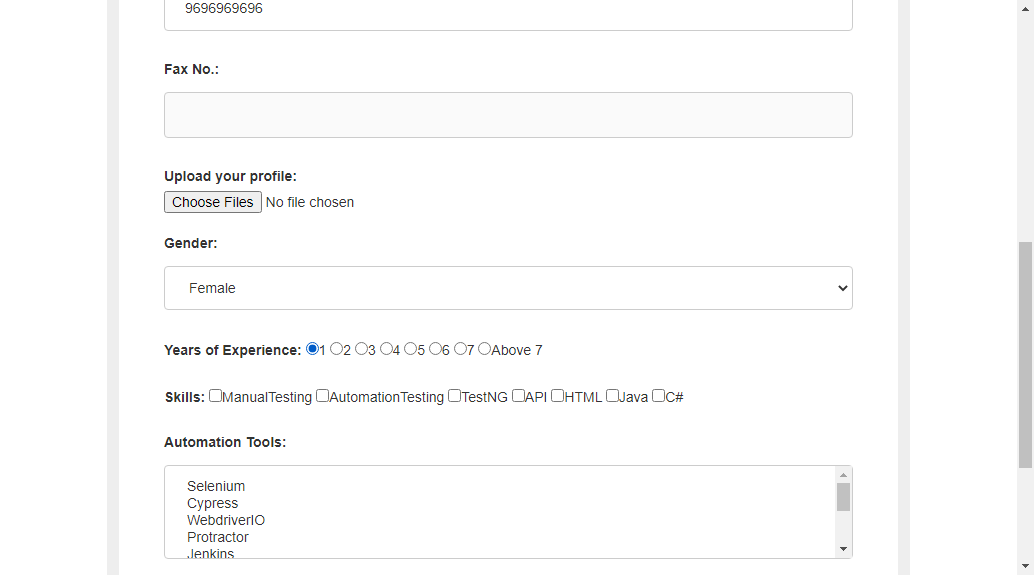 9696969696
Fax No.:
Upload your profile:
Choose Files No file chosen
Gender:
Female
Years of Experience: 1 2 3 4 5 6 7 Above 7
Skills: ManualTesting AutomationTesting TestNG API HTML Java C#
Automation Tools:
Selenium
Cypress
WebdriverIO
Protractor
Jenkins